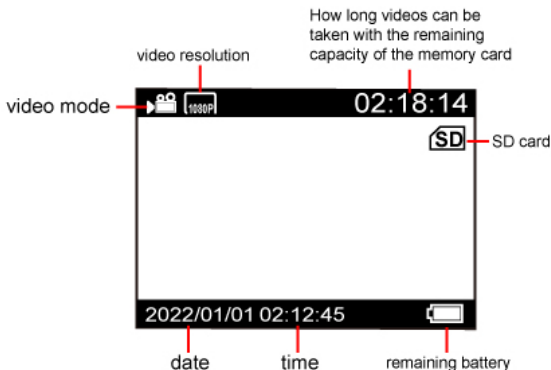 How long videos can be
taken with the remaining
capacity of the memory card
video resolution
video mode
1080P
02:18:14
SD
SD card
2022/01/01 02:12:45
date
time
remaining battery